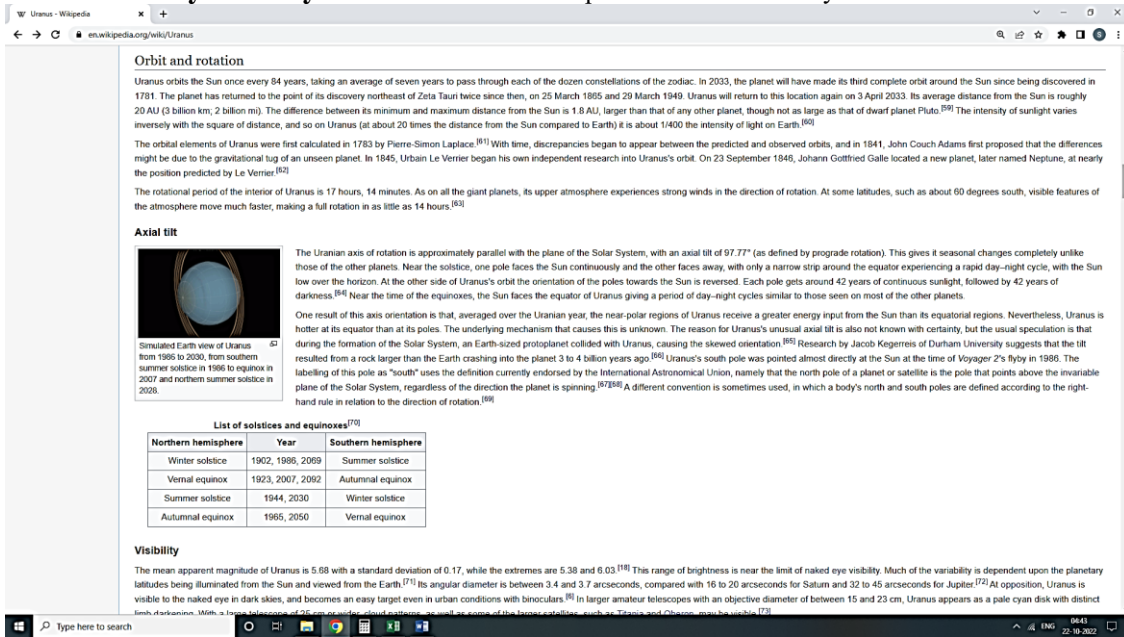 Uranus - Wikipedia
en.wikipedia.org/wiki/Uranus
S
Orbit and rotation
Uranus orbits the Sun once every 84 years, taking an average of seven years to pass through each of the dozen constellations of the zodiac. In 2033, the planet will have made its third complete orbit around the Sun since being discovered in
1781. The planet has returned to the point of its discovery northeast of Zeta Tauri twice since then, on 25 March 1865 and 29 March 1949. Uranus will return to this location again on 3 April 2033. Its average distance from the Sun is roughly
20 AU (3 billion km; 2 billion mi). The difference between its minimum and maximum distance from the Sun is 1.8 AU, larger than that of any other planet, though not as large as that of dwarf planet Pluto.[59] The intensity of sunlight varies
inversely with the square of distance, and so on Uranus (at about 20 times the distance from the Sun compared to Earth) it is about 1/400 the intensity of light on Earth.[60]
The orbital elements of Uranus were first calculated in 1783 by Pierre-Simon Laplace.[61] With time, discrepancies began to appear between the predicted and observed orbits, and in 1841, John Couch Adams first proposed that the differences
might be due to the gravitational tug of an unseen planet. In 1845, Urbain Le Verrier began his own independent research into Uranus's orbit. On 23 September 1846, Johann Gottfried Galle located a new planet, later named Neptune, at nearly
the position predicted by Le Verrier.[62]
The rotational period of the interior of Uranus is 17 hours, 14 minutes. As on all the giant planets, its upper atmosphere experiences strong winds in the direction of rotation. At some latitudes, such as about 60 degrees south, visible features of
the atmosphere move much faster, making a full rotation in as little as 14 hours.[63]
Axial tilt
The Uranian axis of rotation is approximately parallel with the plane of the Solar System, with an axial tilt of 97.77° (as defined by prograde rotation). This gives it seasonal changes completely unlike
those of the other planets. Near the solstice, one pole faces the Sun continuously and the other faces away, with only a narrow strip around the equator experiencing a rapid day–night cycle, with the Sun
low over the horizon. At the other side of Uranus's orbit the orientation of the poles towards the Sun is reversed. Each pole gets around 42 years of continuous sunlight, followed by 42 years of
darkness.[64] Near the time of the equinoxes, the Sun faces the equator of Uranus giving a period of day–night cycles similar to those seen on most of the other planets.
One result of this axis orientation is that, averaged over the Uranian year, the near-polar regions of Uranus receive a greater energy input from the Sun than its equatorial regions. Nevertheless, Uranus is
hotter at its equator than at its poles. The underlying mechanism that causes this is unknown. The reason for Uranus's unusual axial tilt is also not known with certainty, but the usual speculation is that
during the formation of the Solar System, an Earth-sized protoplanet collided with Uranus, causing the skewed orientation.[65] Research by Jacob Kegerreis of Durham University suggests that the tilt
resulted from a rock larger than the Earth crashing into the planet 3 to 4 billion years ago.[66] Uranus's south pole was pointed almost directly at the Sun at the time of Voyager 2's flyby in 1986. The
labelling of this pole as "south" uses the definition currently endorsed by the International Astronomical Union, namely that the north pole of a planet or satellite is the pole that points above the invariable
plane of the Solar System, regardless of the direction the planet is spinning.[67][68] A different convention is sometimes used, in which a body's north and south poles are defined according to the right-
hand rule in relation to the direction of rotation.[69]
Simulated Earth view of Uranus
from 1986 to 2030, from southern
summer solstice in 1986 to equinox in
2007 and northern summer solstice in
2028.
List of solstices and equinoxes[70]
Northern hemisphere Year Southern hemisphere
Winter solstice 1902, 1986, 2069 Summer solstice
Vernal equinox 1923, 2007, 2092 Autumnal equinox
Summer solstice 1944, 2030 Winter solstice
Autumnal equinox 1965, 2050 Vernal equinox
Visibility
The mean apparent magnitude of Uranus is 5.68 with a standard deviation of 0.17, while the extremes are 5.38 and 6.03.[18] This range of brightness is near the limit of naked eye visibility. Much of the variability is dependent upon the planetary
latitudes being illuminated from the Sun and viewed from the Earth.[71] Its angular diameter is between 3.4 and 3.7 arcseconds, compared with 16 to 20 arcseconds for Saturn and 32 to 45 arcseconds for Jupiter.[72] At opposition, Uranus is
visible to the naked eye in dark skies, and becomes an easy target even in urban conditions with binoculars.[6] In larger amateur telescopes with an objective diameter of between 15 and 23 cm, Uranus appears as a pale cyan disk with distinct
limb darkening. With a large telescope of 25 cm or wider, cloud patterns, as well as some of the larger satellites, such as Titania and Oberon, may be visible.[73]
Type here to search
ENG
04:43
22-10-2022